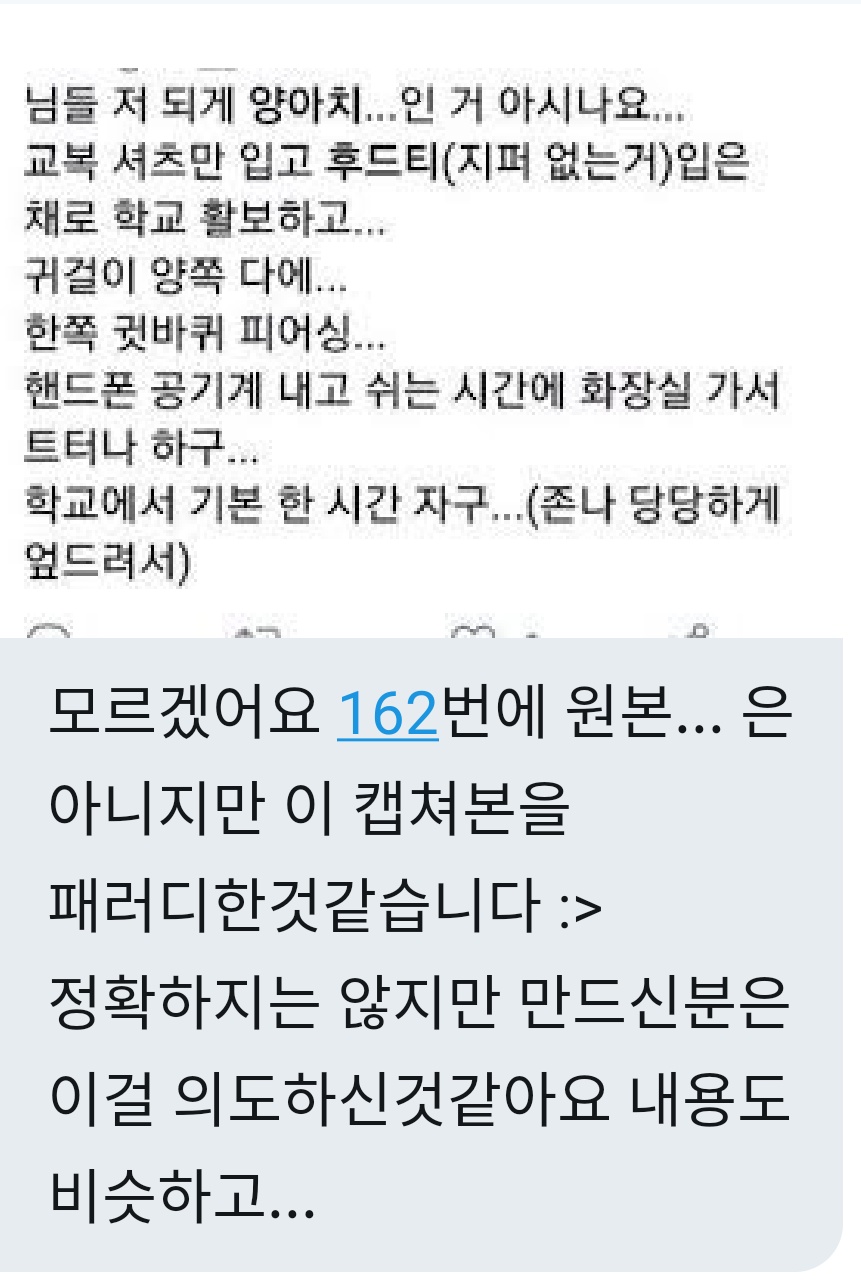 님들 저 되게 양아치...인 거 아시나요...
교복 셔츠만 입고 후드티(지퍼 없는거)입은
채로 학교 활보하고...
귀걸이 양쪽 다에...
한쪽 귓바퀴 피어싱...
핸드폰 공기계 내고 쉬는 시간에 화장실 가서
트터나 하구...
학교에서 기본 한 시간 자구...(존나 당당하게
엎드려서)
모르겠어요 162번에 원본... 은
아니지만 이 캡쳐본을
패러디한것같습니다 :>
정확하지는 않지만 만드신분은
이걸 의도하신것같아요 내용도
비슷하고...